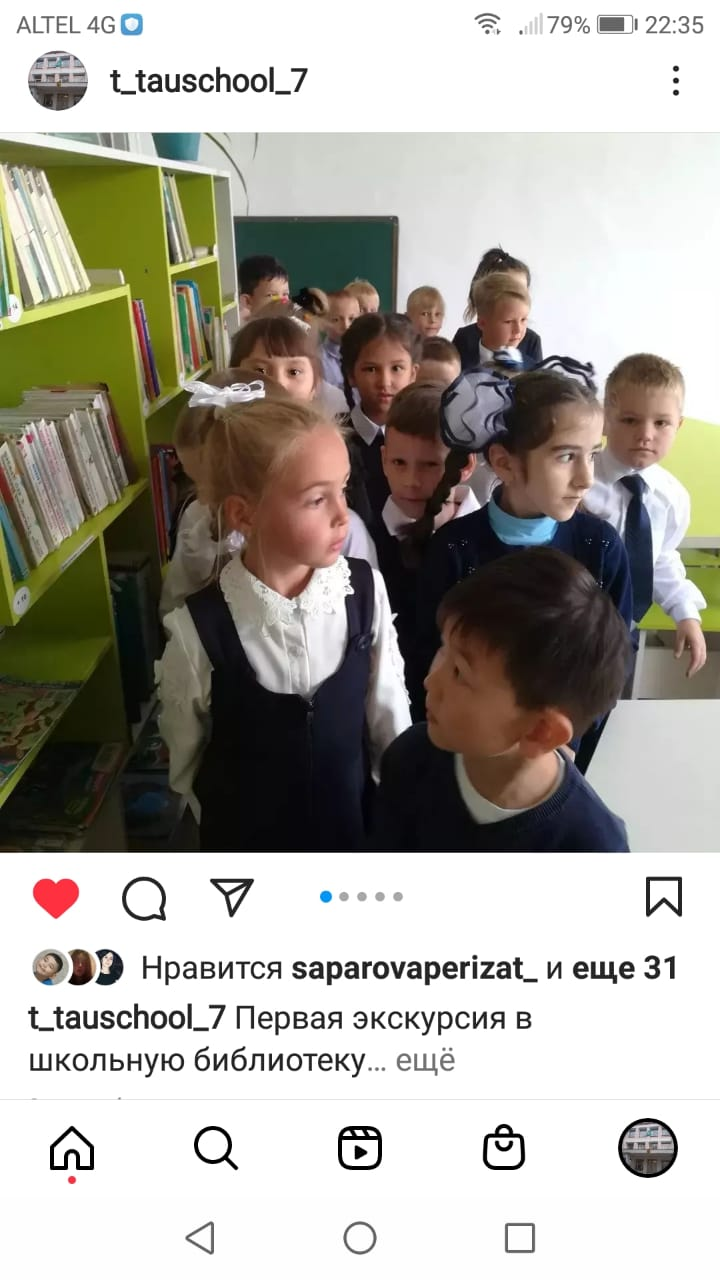 ALTEL 4G 79% 22:35
t_tauschool_7
Нравится saparovaperizat_ и еще 31
t_tauschool_7 Первая экскурсия в
школьную библиотеку... ещё